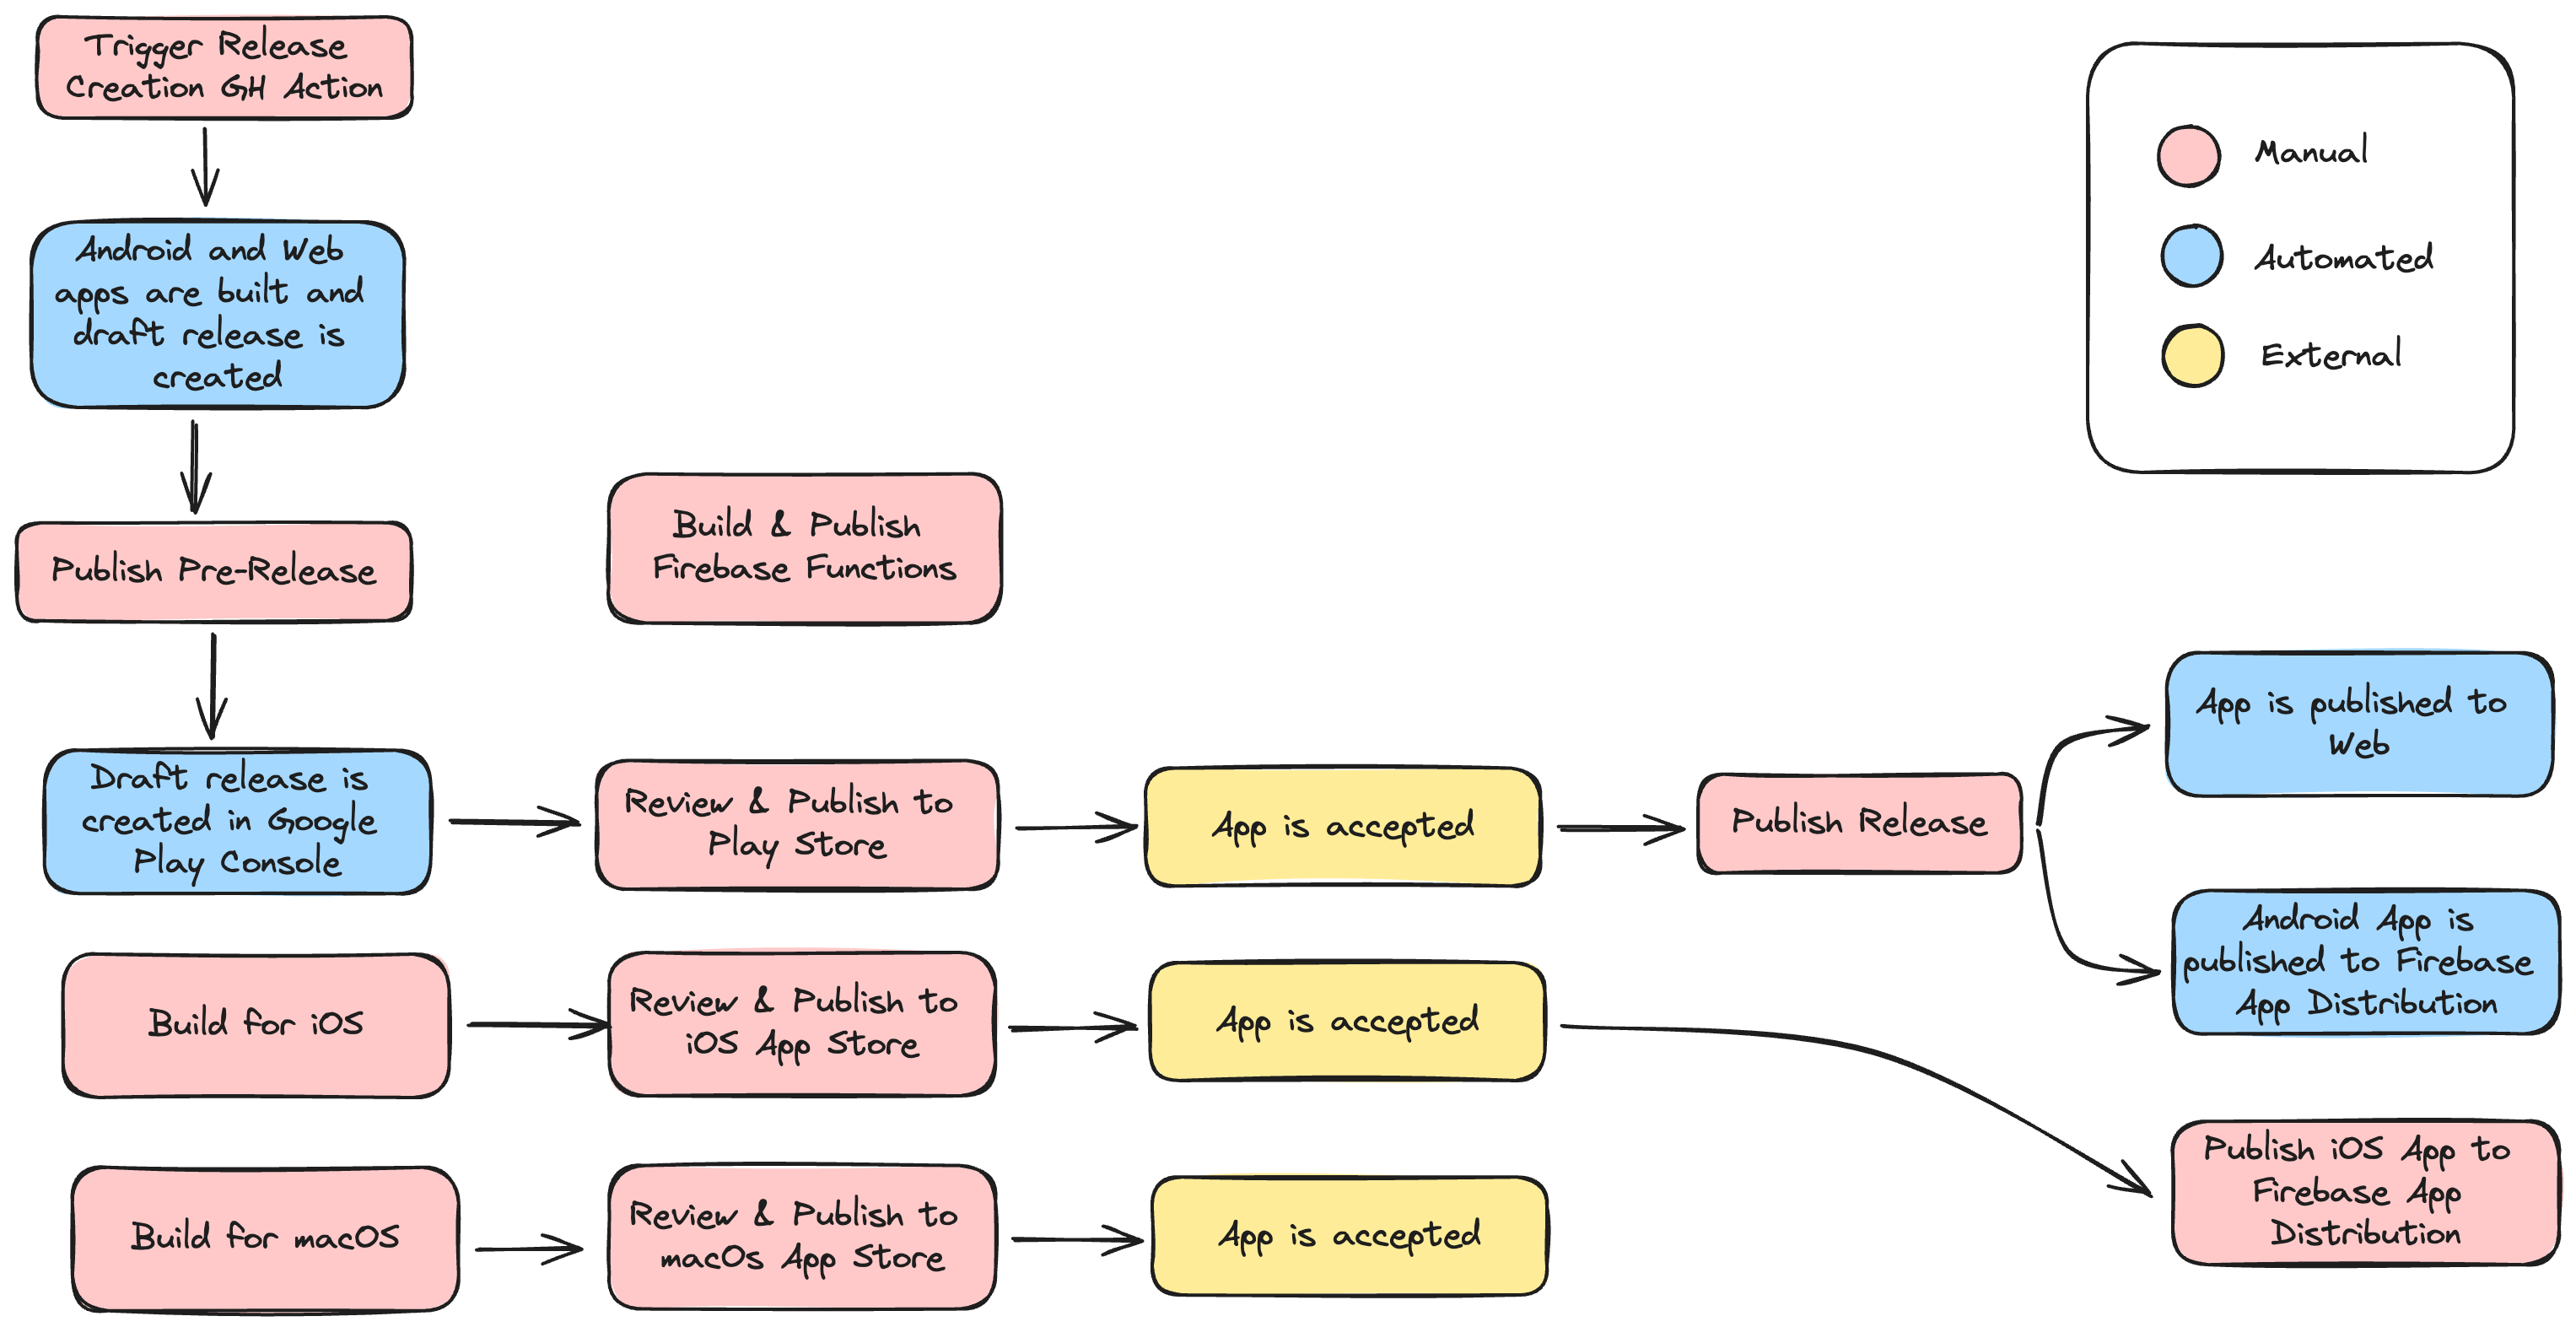 Trigger Release
Creation GH Action
Manual
Automated
External
Android and Web
apps are built and
draft release is
created
Publish Pre-Release
Build & Publish
Firebase Functions
Draft release is
created in Google
Play Console
Review & Publish to
Play Store
App is accepted
Publish Release
App is published to
Web
Android App is
published to Firebase
App Distribution
Build for iOS
Review & Publish to
iOS App Store
App is accepted
Publish iOS App to
Firebase App
Distribution
Build for macOS
Review & Publish to
macOs App Store
App is accepted